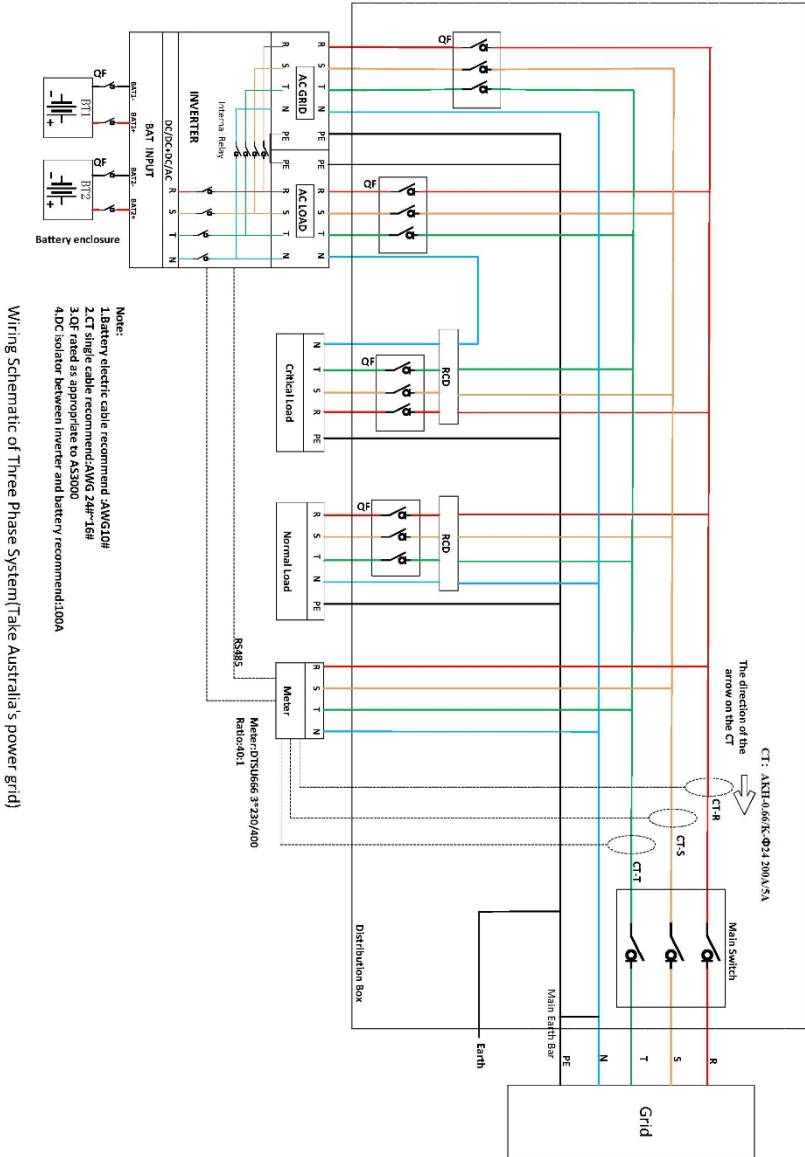 The direction of the
arrow on the CT
CT: AKH-0.66/K-Φ24 200A/5A
CT-R
CT-S
CT-T
Main Switch
Grid
R
S
T
N
PE
Main Earth Bar
Earth
Distribution Box
QF
QF
RCD
QF
RCD
QF
R S T N PE
AC GRID
R S T N PE
PE R S T N
AC LOAD
PE R S T N
Internal Relay
INVERTER
R S T N
DC/DC+DC/AC
BAT INPUT
BAT1- BAT1+ BAT2- BAT2+
QF
BT1
QF
BT2
Battery enclosure
N T S R PE
Critical Load
R S T N PE
Normal Load
R S T N
Meter
RS485
Meter:DTSU666 3*230/400
Ratio:40:1
Note:
1.Battery electric cable recommend :AWG10#
2.CT single cable recommend:AWG 24#~16#
3.QF rated as appropriate to AS3000
4.DC isolator between inverter and battery recommend:100A
Wiring Schematic of Three Phase System(Take Australia's power grid)